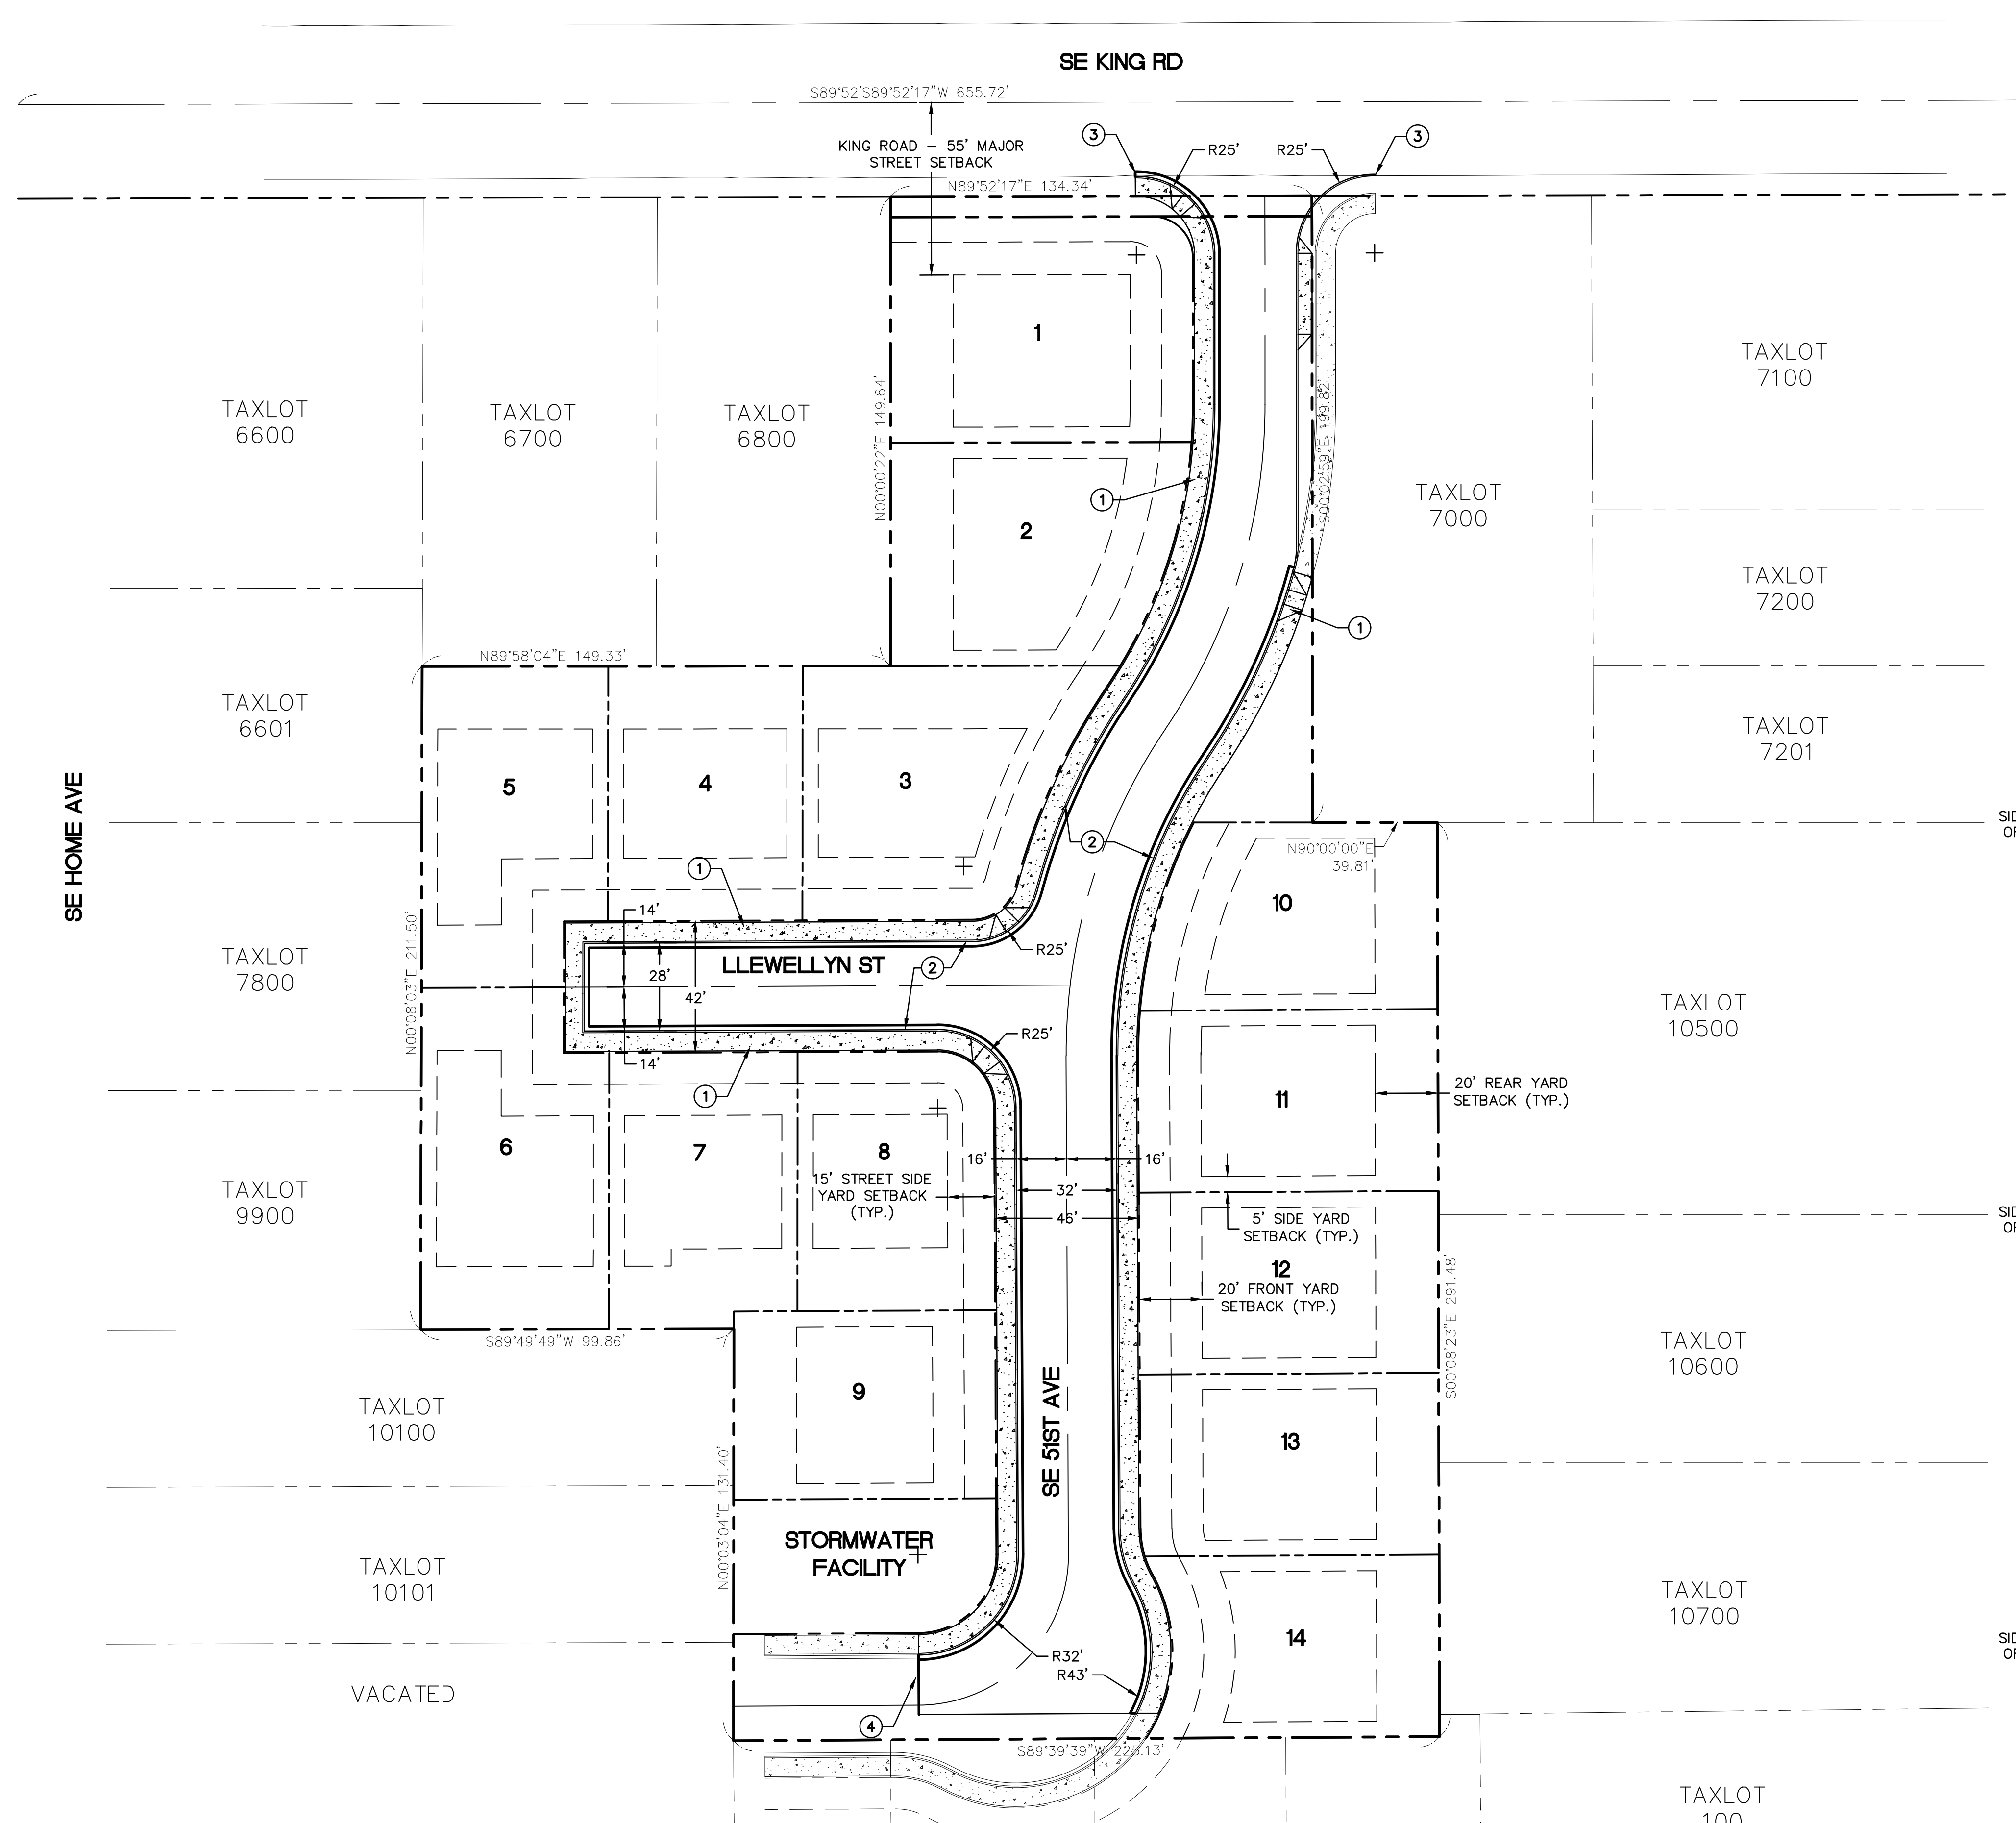 SE KING RD
S89°52'S89°52'17"W 655.72'
3
3
KING ROAD – 55' MAJOR
STREET SETBACK
R25'
R25'
N89°52'17"E 134.34'
1
TAXLOT
7100
TAXLOT
6600
TAXLOT
6700
TAXLOT
6800
N00°00'22"E 149.64'
S00°02'59"E 199.82'
1
TAXLOT
7000
2
TAXLOT
7200
1
N89°58'04"E 149.33'
TAXLOT
6601
TAXLOT
7201
SE HOME AVE
5
4
3
2
N90°00'00"E
39.81'
1
10
14'
N00°08'03"E 211.50'
TAXLOT
7800
28'
42'
LLEWELLYN ST
2
R25'
TAXLOT
10500
R25'
14'
1
11
20' REAR YARD
SETBACK (TYP.)
6
7
8
16'
16'
15' STREET SIDE
YARD SETBACK
(TYP.)
32'
46'
TAXLOT
9900
5' SIDE YARD
SETBACK (TYP.)
12
20' FRONT YARD
SETBACK (TYP.)
S00°08'23"E 291.48'
S89°49'49"W 99.86'
TAXLOT
10600
9
SE 51ST AVE
TAXLOT
10100
13
N00°03'04"E 131.40'
STORMWATER
FACILITY
TAXLOT
10101
TAXLOT
10700
14
R32'
R43'
VACATED
4
S89°39'39"W 225.13'
TAXLOT
100